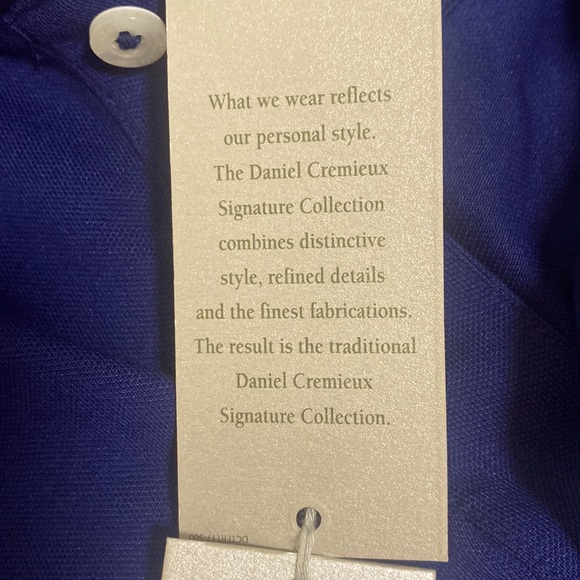 What we wear reflects
our personal style.
The Daniel Cremieux
Signature Collection
combines distinctive
style, refined details
and the finest fabrications.
The result is the traditional
Daniel Cremieux
Signature Collection.